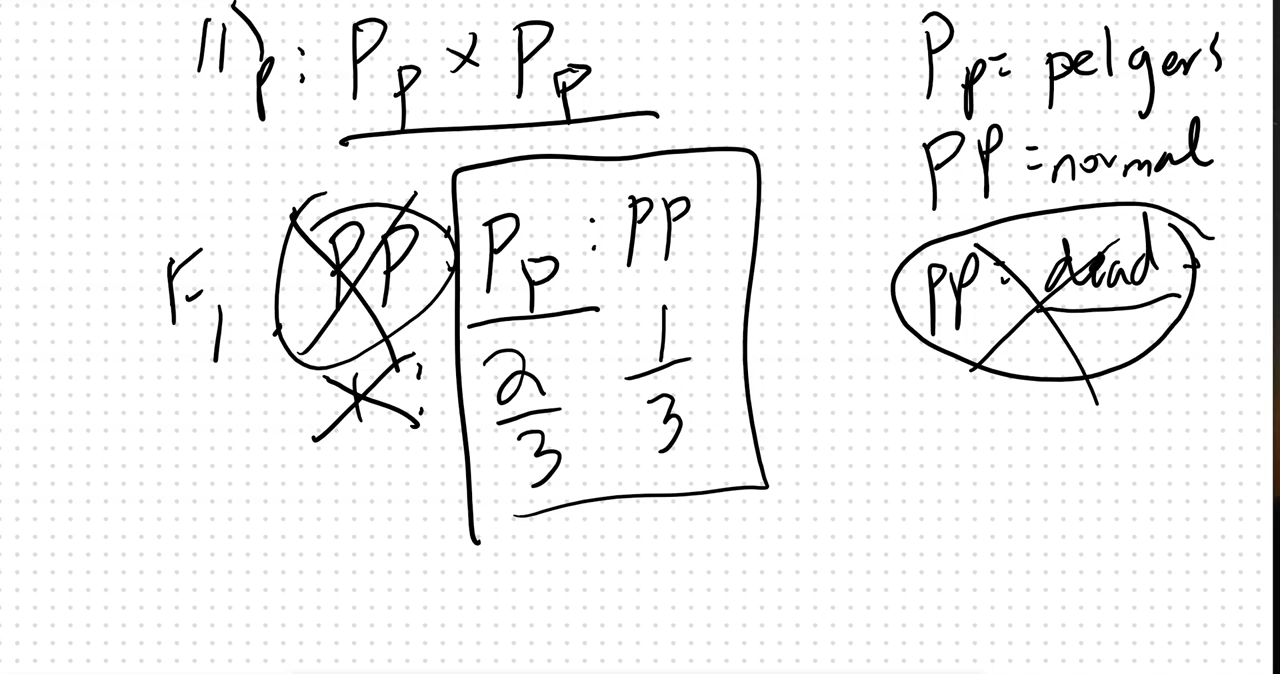 11) P: Pp x Pp
Pp = pelgers
PP = normal
pp = dead
F1 PP : Pp : pp
2/3 1/3